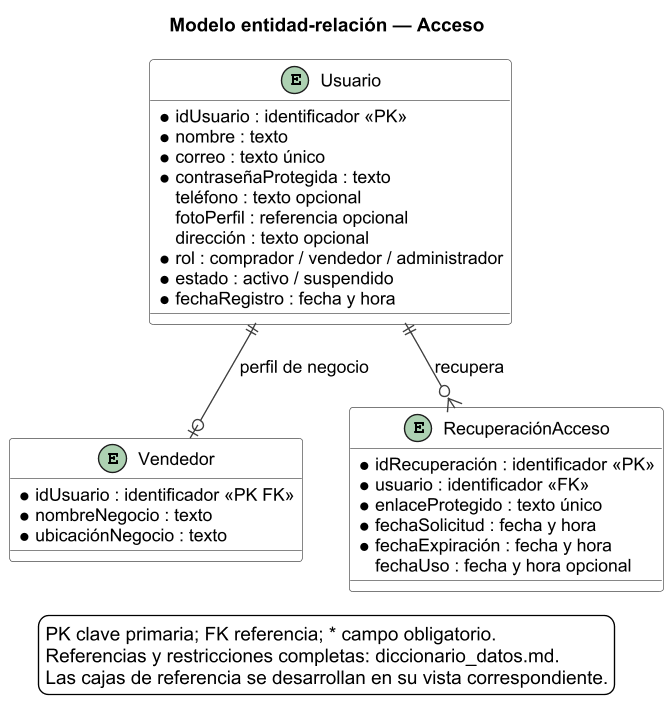 Modelo entidad-relación — Acceso
E Usuario
idUsuario : identificador «PK»
nombre : texto
correo : texto único
contraseñaProtegida : texto
teléfono : texto opcional
fotoPerfil : referencia opcional
dirección : texto opcional
rol : comprador / vendedor / administrador
estado : activo / suspendido
fechaRegistro : fecha y hora
perfil de negocio
recupera
E Vendedor
idUsuario : identificador «PK FK»
nombreNegocio : texto
ubicaciónNegocio : texto
E RecuperaciónAcceso
idRecuperación : identificador «PK»
usuario : identificador «FK»
enlaceProtegido : texto único
fechaSolicitud : fecha y hora
fechaExpiración : fecha y hora
fechaUso : fecha y hora opcional
PK clave primaria; FK referencia; * campo obligatorio.
Referencias y restricciones completas: diccionario_datos.md.
Las cajas de referencia se desarrollan en su vista correspondiente.